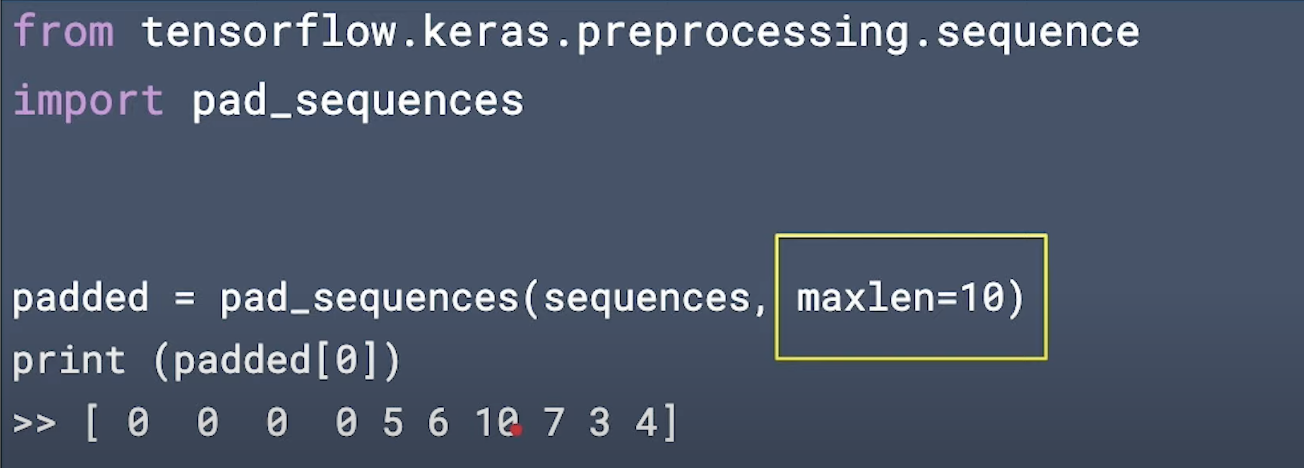 from tensorflow.keras.preprocessing.sequence
import pad_sequences
padded = pad_sequences(sequences, maxlen=10)
print (padded[0])
>> [ 0  0  0  0 5 6 10 7 3 4]